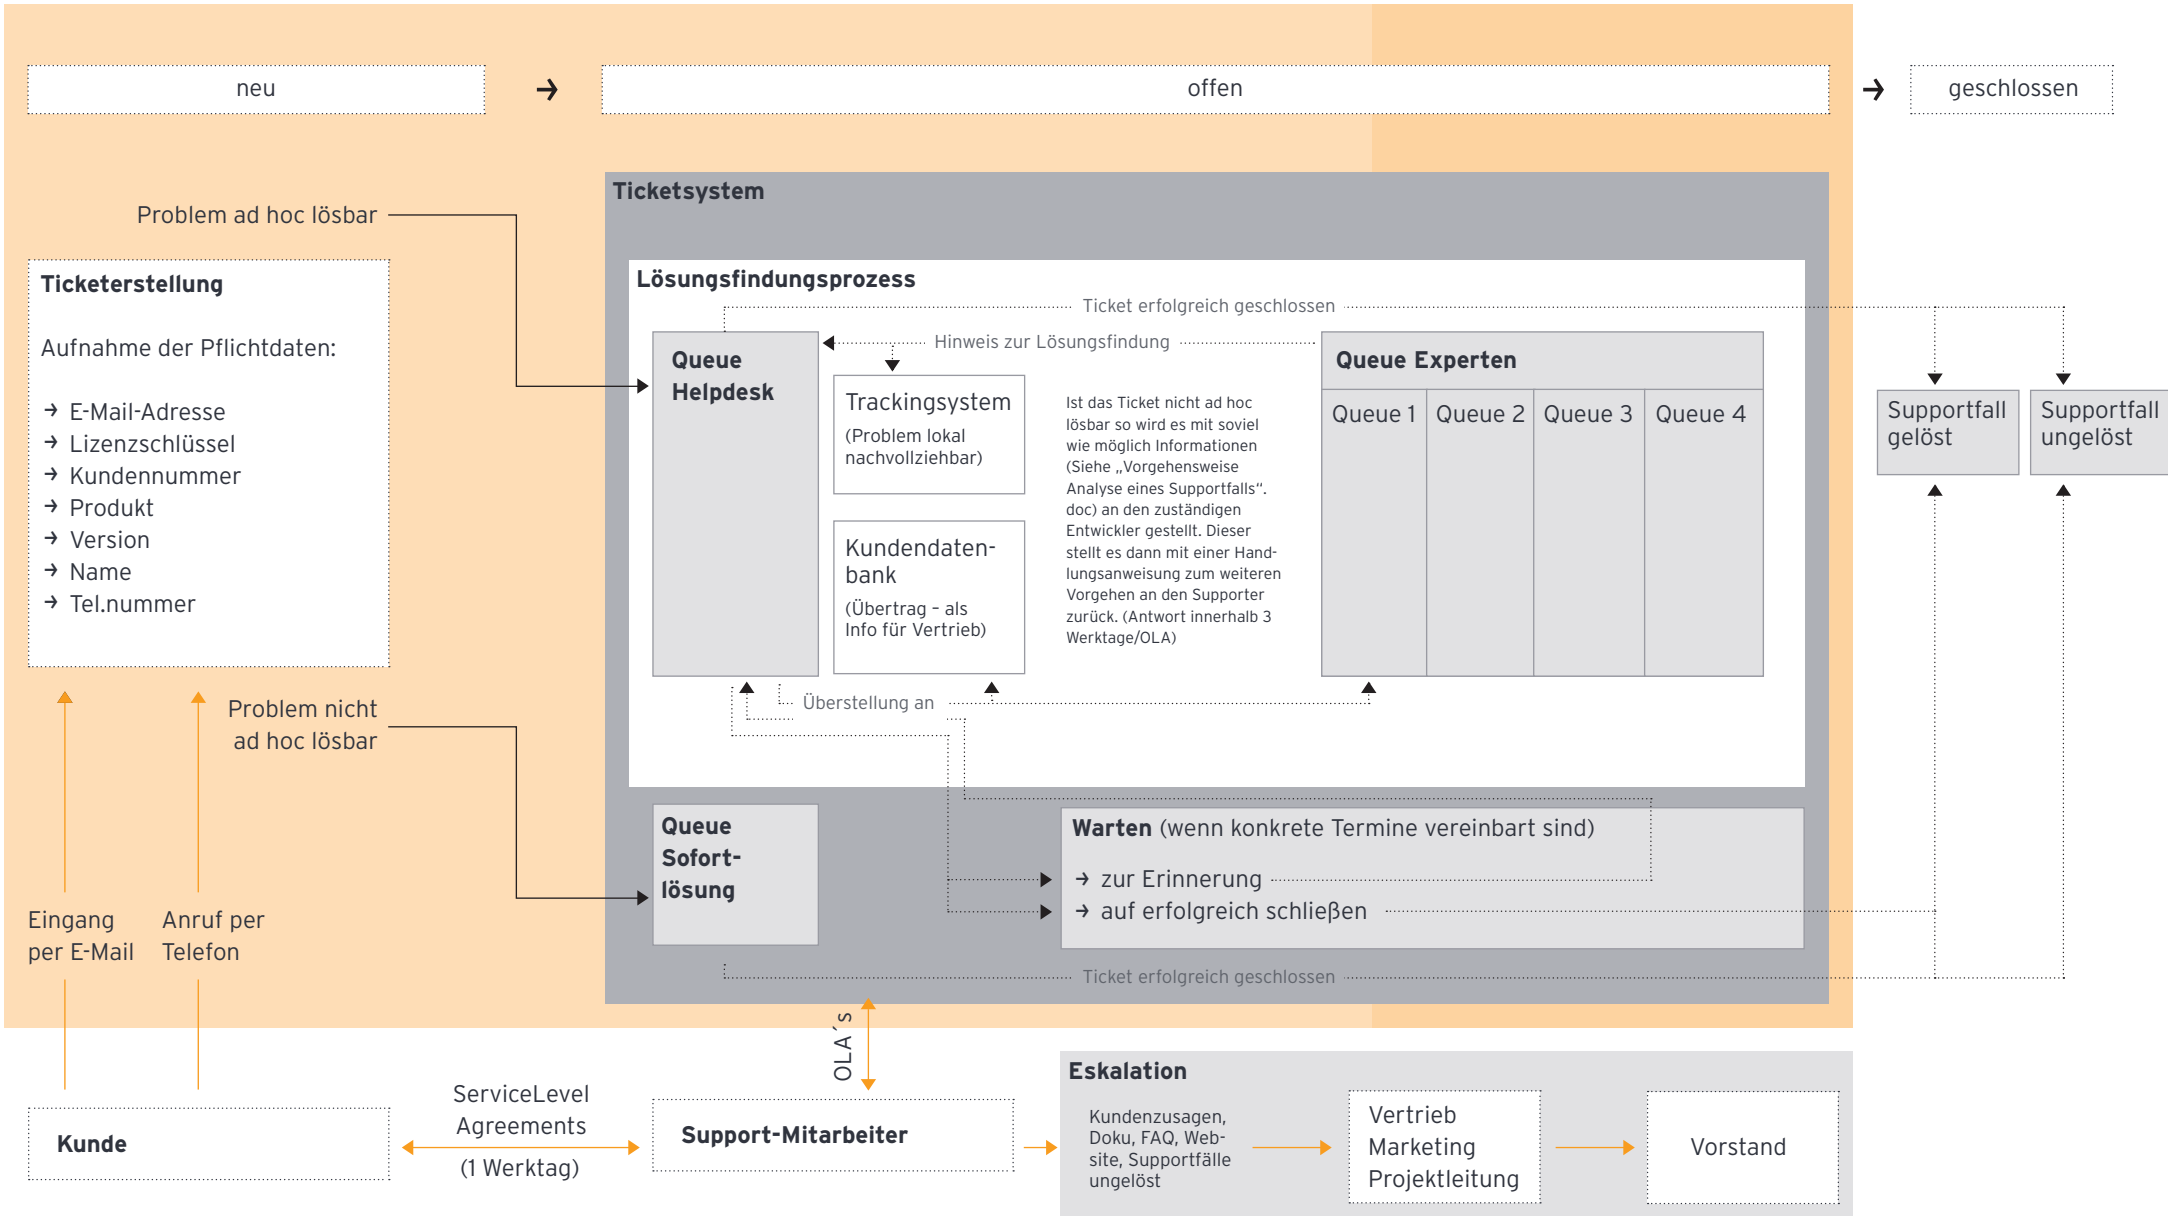 neu
→
offen
→
geschlossen
Problem ad hoc lösbar
Ticketerstellung
Aufnahme der Pflichtdaten:
→ E-Mail-Adresse
→ Lizenzschlüssel
→ Kundennummer
→ Produkt
→ Version
→ Name
→ Tel.nummer
Problem nicht
ad hoc lösbar
Eingang
per E-Mail
Anruf per
Telefon
Ticketsystem
Lösungsfindungsprozess
Ticket erfolgreich geschlossen
Hinweis zur Lösungsfindung
Queue
Helpdesk
Trackingsystem
(Problem lokal
nachvollziehbar)
Kundendaten-
bank
(Übertrag – als
Info für Vertrieb)
Ist das Ticket nicht ad hoc
lösbar so wird es mit soviel
wie möglich Informationen
(Siehe „Vorgehensweise
Analyse eines Supportfalls“.
doc) an den zuständigen
Entwickler gestellt. Dieser
stellt es dann mit einer Hand-
lungsanweisung zum weiteren
Vorgehen an den Supporter
zurück. (Antwort innerhalb 3
Werktage/OLA)
Queue Experten
Queue 1
Queue 2
Queue 3
Queue 4
Supportfall
gelöst
Supportfall
ungelöst
Überstellung an
Queue
Sofort-
lösung
Warten (wenn konkrete Termine vereinbart sind)
→ zur Erinnerung
→ auf erfolgreich schließen
Ticket erfolgreich geschlossen
OLA´s
Kunde
ServiceLevel
Agreements
(1 Werktag)
Support-Mitarbeiter
Eskalation
Kundenzusagen,
Doku, FAQ, Web-
site, Supportfälle
ungelöst
Vertrieb
Marketing
Projektleitung
Vorstand